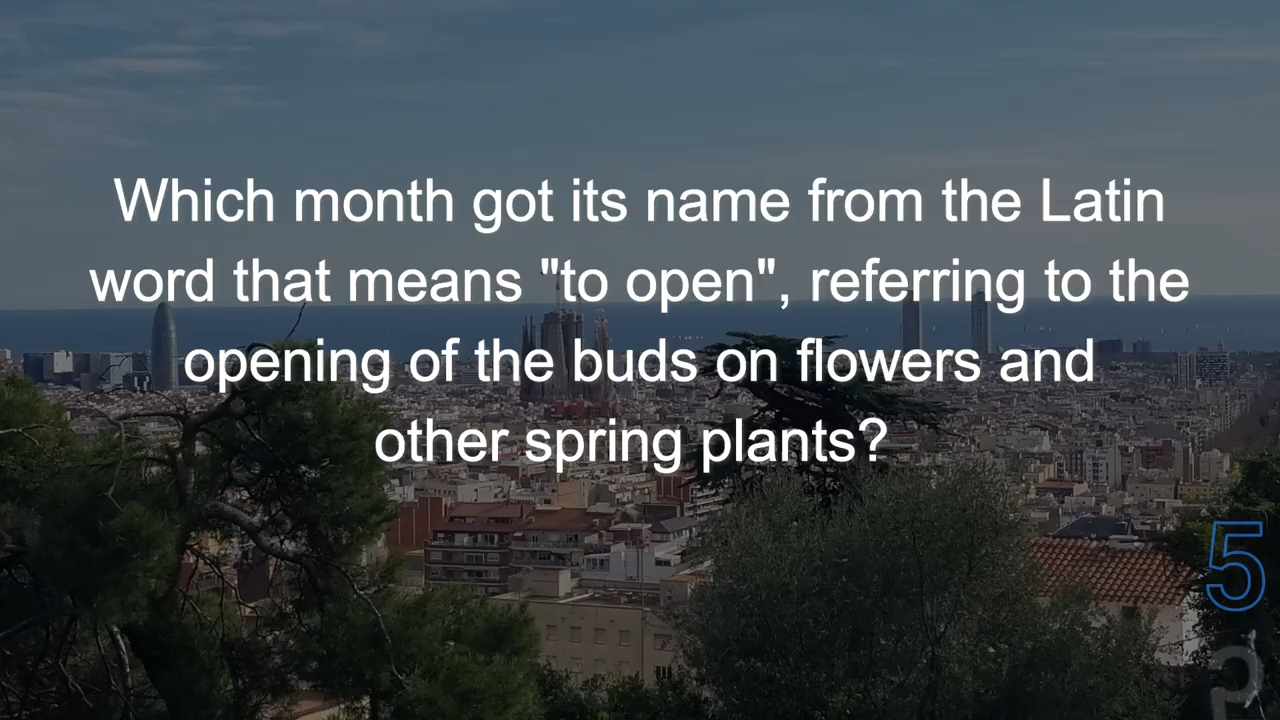 Which month got its name from the Latin
word that means "to open", referring to the
opening of the buds on flowers and
other spring plants?
5